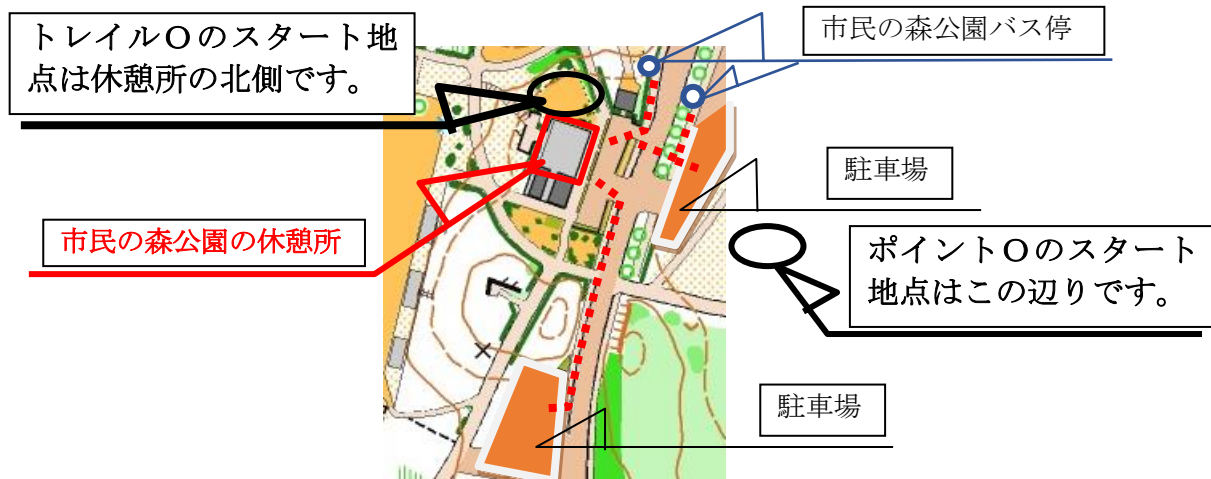 トレイルOのスタート地
点は休憩所の北側です。
市民の森公園バス停
駐車場
市民の森公園の休憩所
ポイントOのスタート
地点はこの辺りです。
駐車場